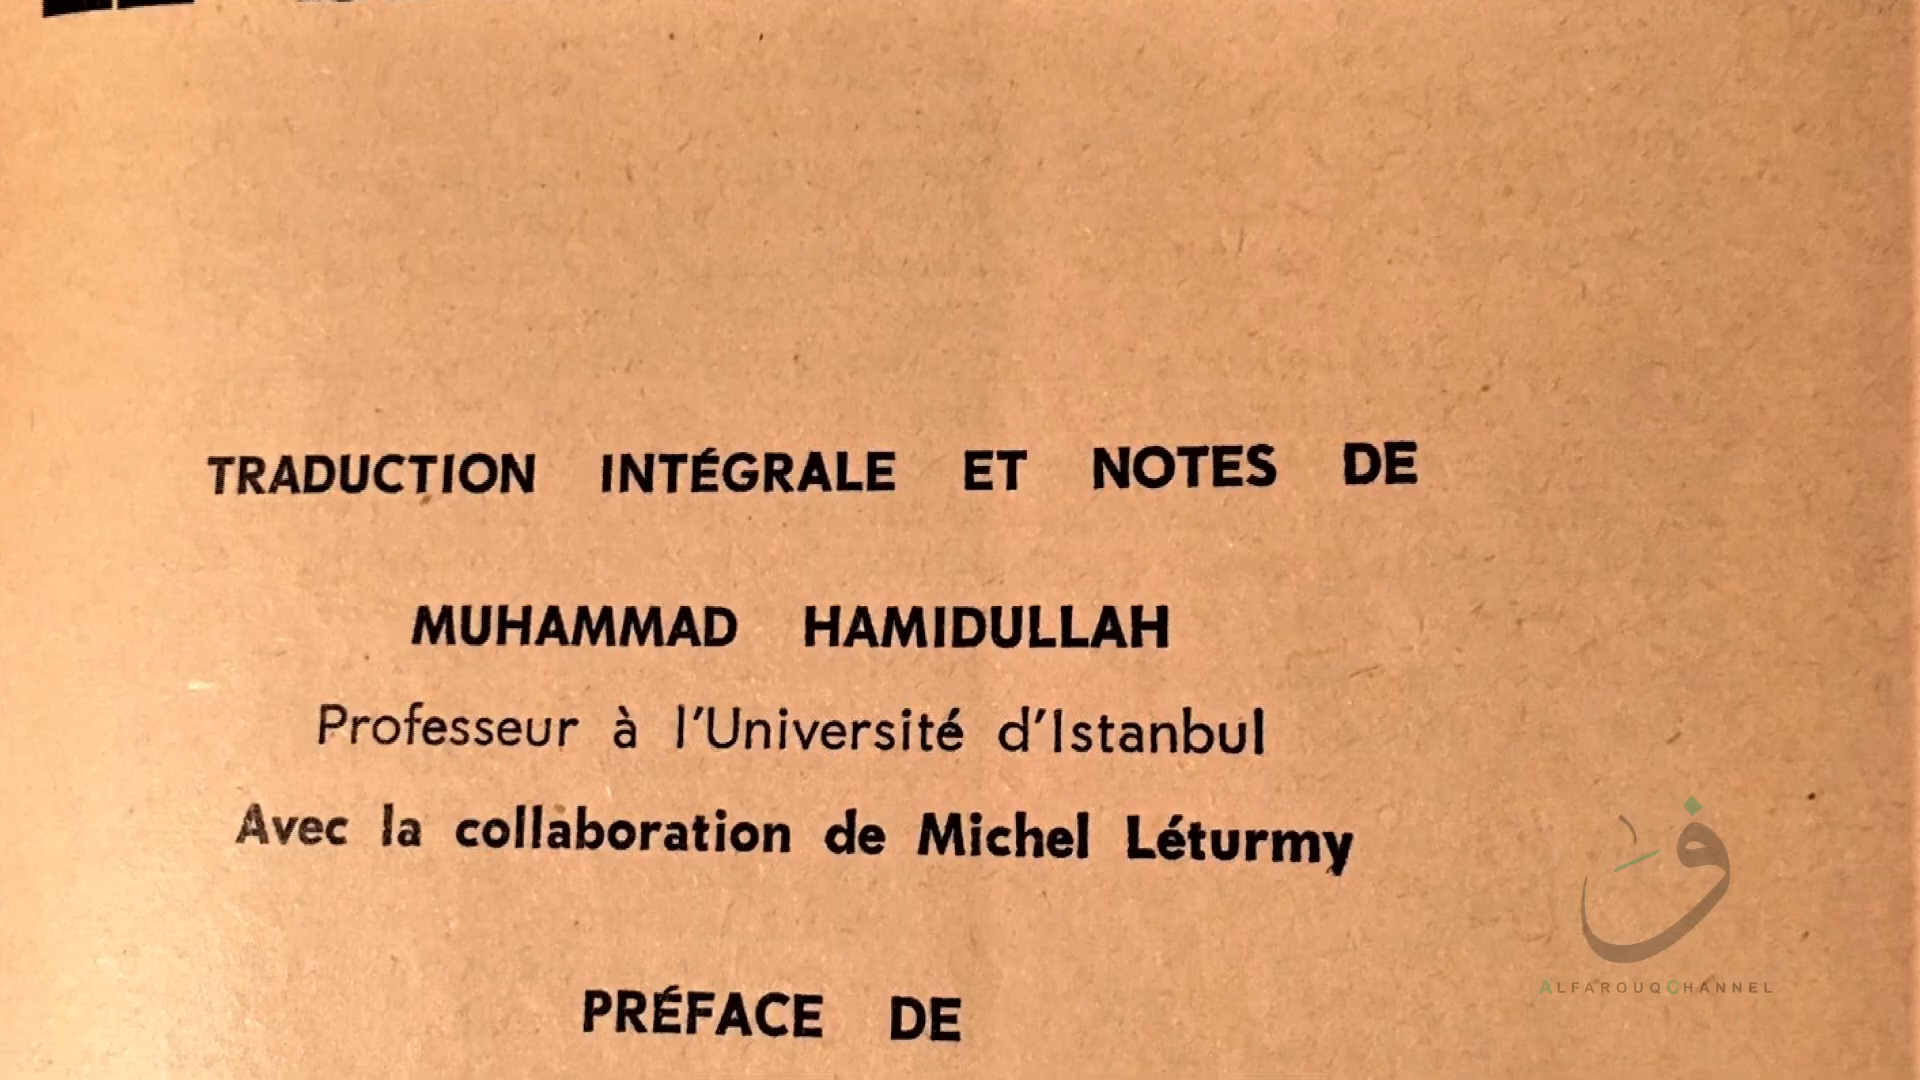 TRADUCTION INTÉGRALE ET NOTES DE
MUHAMMAD HAMIDULLAH
Professeur à l'Université d'Istanbul
Avec la collaboration de Michel Léturmy
PRÉFACE DE
ALFAROUQCHANNEL